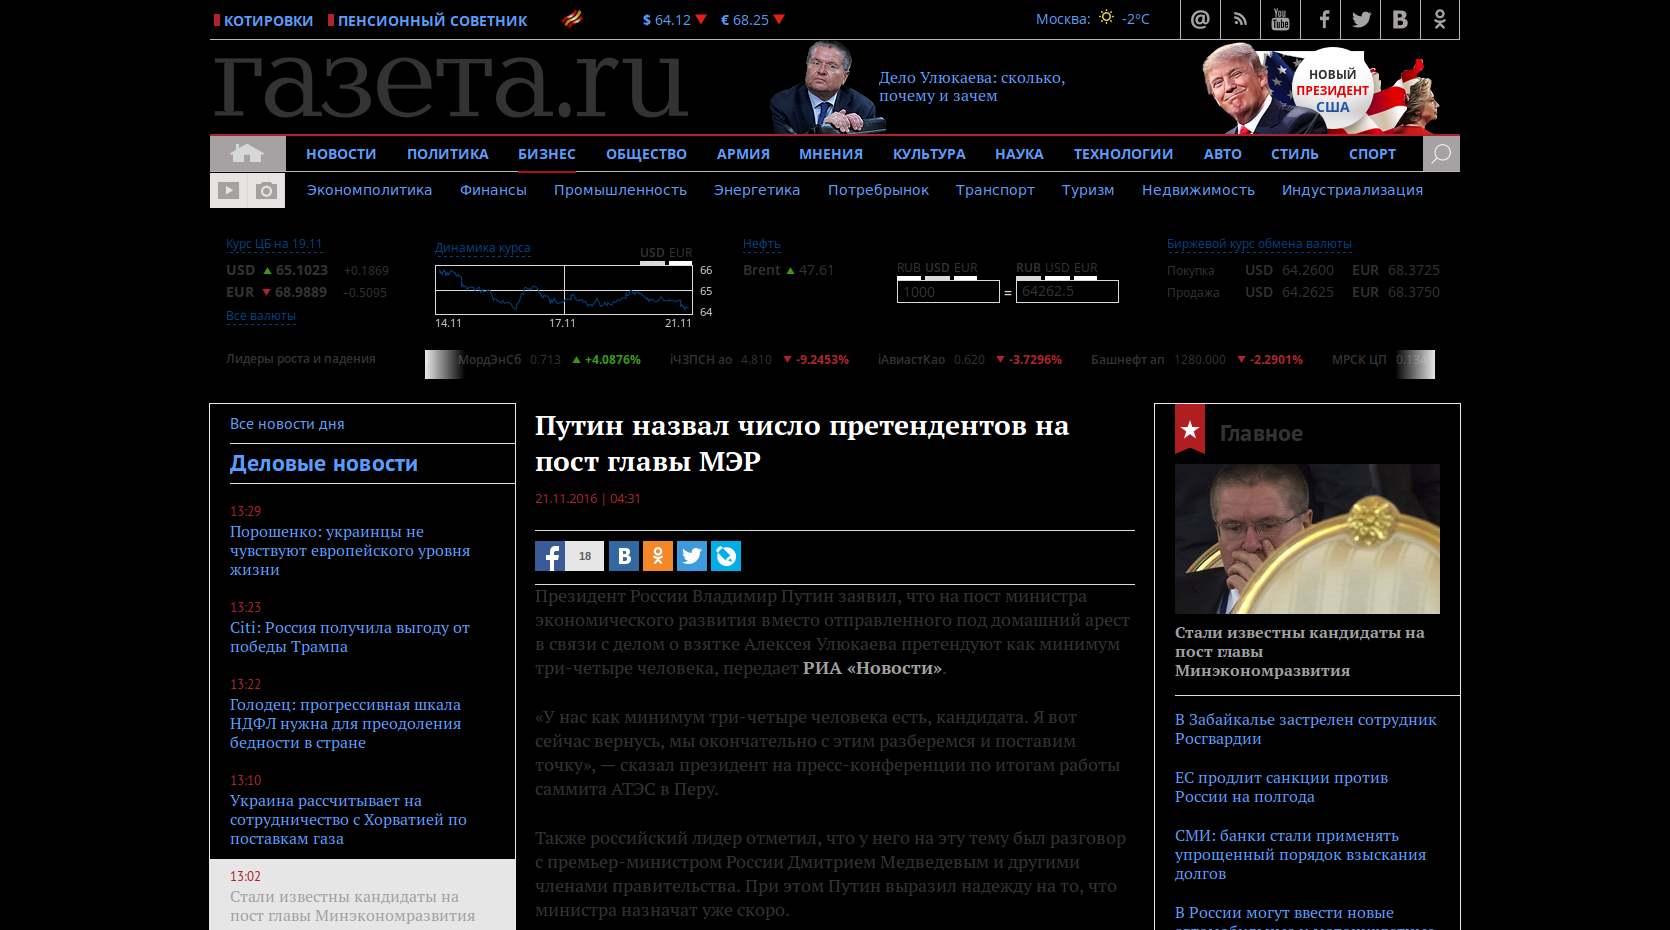 КОТИРОВКИ ПЕНСИОННЫЙ СОВЕТНИК $ 64.12 € 68.25 Москва: -2°C
газета.ru
Дело Улюкаева: сколько,
почему и зачем
НОВЫЙ
ПРЕЗИДЕНТ
США
НОВОСТИ ПОЛИТИКА БИЗНЕС ОБЩЕСТВО АРМИЯ МНЕНИЯ КУЛЬТУРА НАУКА ТЕХНОЛОГИИ АВТО СТИЛЬ СПОРТ
Экономполитика Финансы Промышленность Энергетика Потребрынок Транспорт Туризм Недвижимость Индустриализация
Курс ЦБ на 19.11
USD 65.1023 +0.1869
EUR 68.9889 -0.5095
Все валюты
Динамика курса
USD EUR
66
65
64
14.11 17.11 21.11
Нефть
Brent 47.61
RUB USD EUR RUB USD EUR
1000 = 64262.5
Биржевой курс обмена валюты
Покупка USD 64.2600 EUR 68.3725
Продажа USD 64.2625 EUR 68.3750
Лидеры роста и падения МордЭнСб 0.713 +4.0876% iЧЗПСН ао 4.810 -9.2453% iАвиастКао 0.620 -3.7296% Башнефт ап 1280.000 -2.2901% МРСК ЦП
Все новости дня
Деловые новости
13:29
Порошенко: украинцы не
чувствуют европейского уровня
жизни
13:23
Citi: Россия получила выгоду от
победы Трампа
13:22
Голодец: прогрессивная шкала
НДФЛ нужна для преодоления
бедности в стране
13:10
Украина рассчитывает на
сотрудничество с Хорватией по
поставкам газа
13:02
Стали известны кандидаты на
пост главы Минэкономразвития
Путин назвал число претендентов на
пост главы МЭР
21.11.2016 | 04:31
18
Президент России Владимир Путин заявил, что на пост министра
экономического развития вместо отправленного под домашний арест
в связи с делом о взятке Алексея Улюкаева претендуют как минимум
три-четыре человека, передает РИА «Новости».
«У нас как минимум три-четыре человека есть, кандидата. Я вот
сейчас вернусь, мы окончательно с этим разберемся и поставим
точку», — сказал президент на пресс-конференции по итогам работы
саммита АТЭС в Перу.
Также российский лидер отметил, что у него на эту тему был разговор
с премьер-министром России Дмитрием Медведевым и другими
членами правительства. При этом Путин выразил надежду на то, что
министра назначат уже скоро.
Главное
Стали известны кандидаты на
пост главы
Минэкономразвития
В Забайкалье застрелен сотрудник
Росгвардии
ЕС продлит санкции против
России на полгода
СМИ: банки стали применять
упрощенный порядок взыскания
долгов
В России могут ввести новые